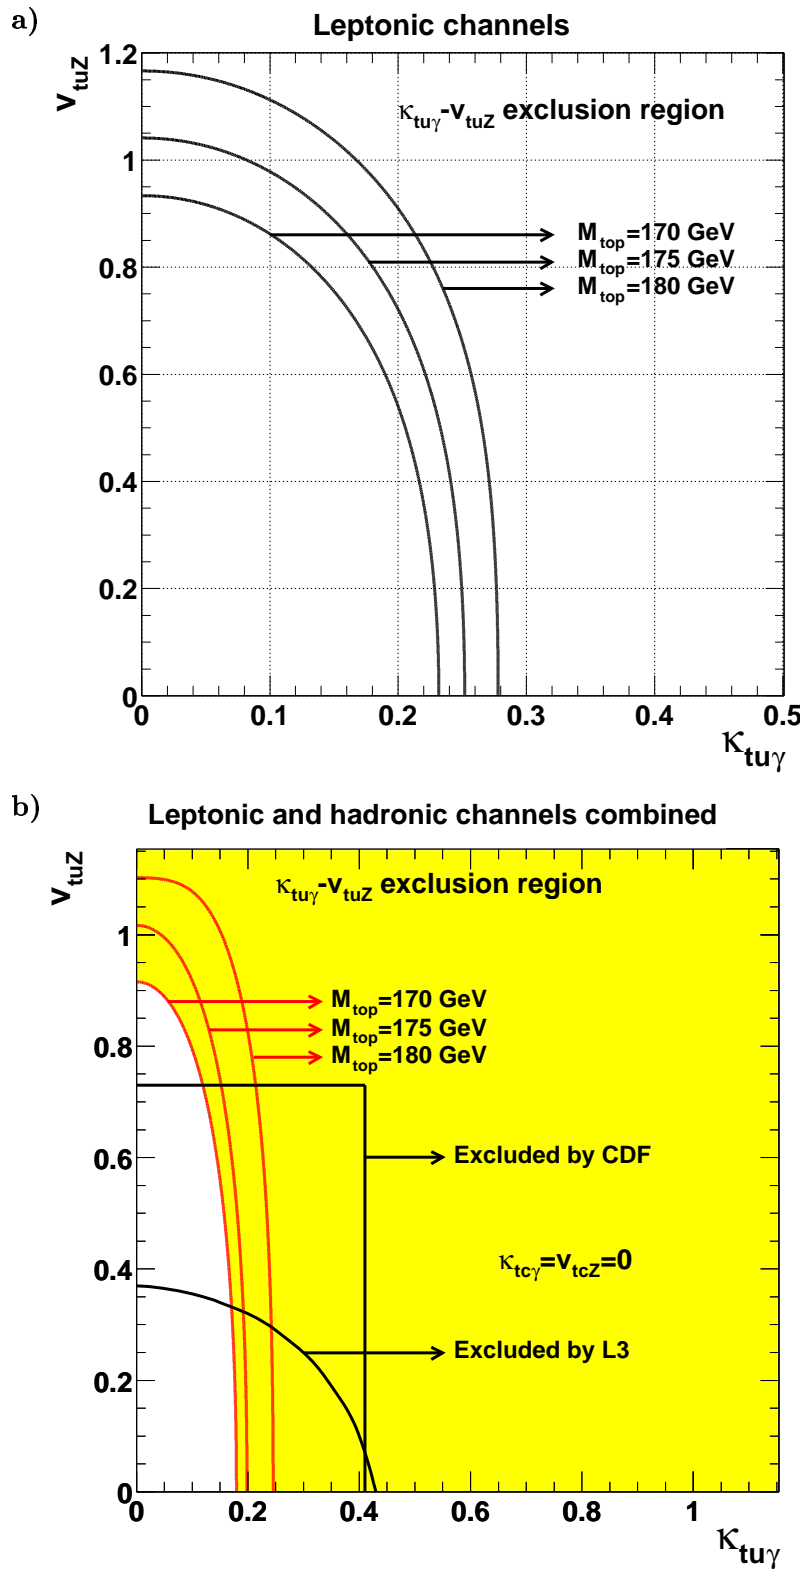 a)
Leptonic channels
v_tuZ
κ_tuγ-v_tuZ exclusion region
M_top=170 GeV
M_top=175 GeV
M_top=180 GeV
1.2
1
0.8
0.6
0.4
0.2
0
0 0.1 0.2 0.3 0.4 0.5
κ_tuγ
b)
Leptonic and hadronic channels combined
v_tuZ
κ_tuγ-v_tuZ exclusion region
M_top=170 GeV
M_top=175 GeV
M_top=180 GeV
Excluded by CDF
κ_tcγ=v_tcZ=0
Excluded by L3
1
0.8
0.6
0.4
0.2
0
0 0.2 0.4 0.6 0.8 1
κ_tuγ